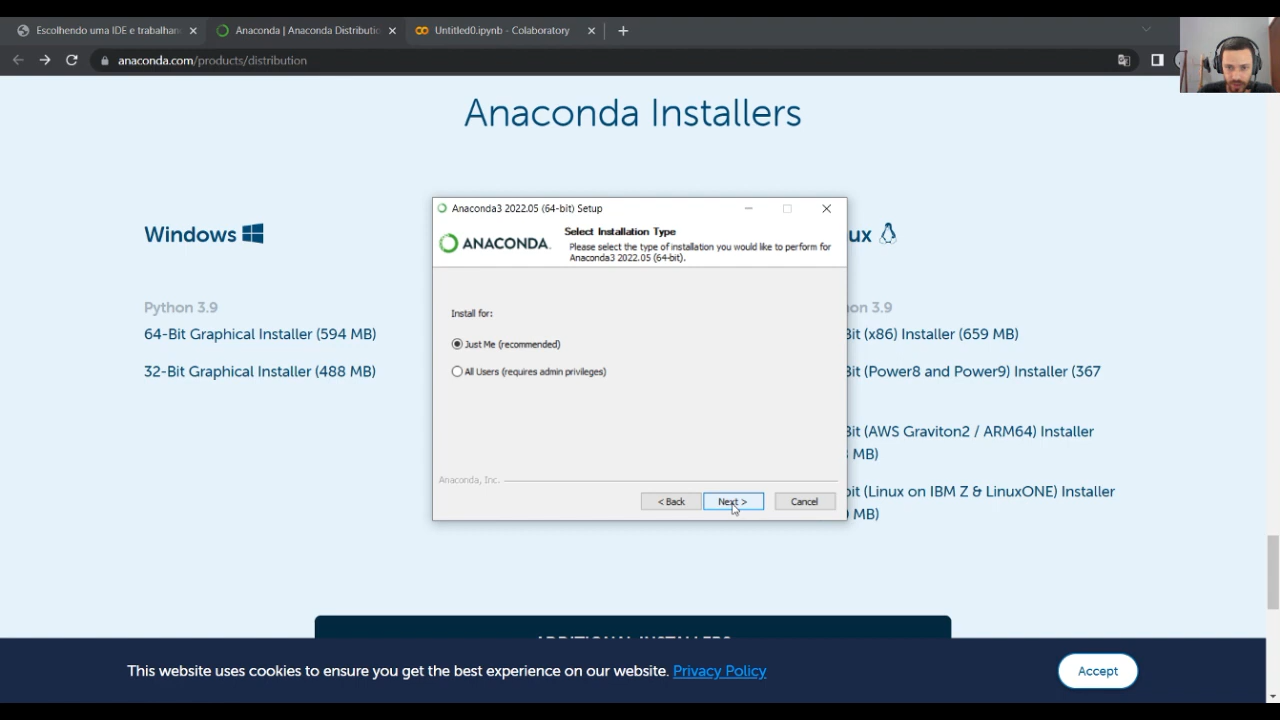 Escolhendo uma IDE e trabalhan
Anaconda | Anaconda Distributio
Untitled0.ipynb - Colaboratory
anaconda.com/products/distribution
Anaconda Installers
Windows
ux
Python 3.9
64-Bit Graphical Installer (594 MB)
32-Bit Graphical Installer (488 MB)
Anaconda3 2022.05 (64-bit) Setup
ANACONDA.
Select Installation Type
Please select the type of installation you would like to perform for
Anaconda3 2022.05 (64-bit).
Install for:
Just Me (recommended)
All Users (requires admin privileges)
Anaconda, Inc.
< Back
Next >
Cancel
on 3.9
Bit (x86) Installer (659 MB)
Bit (Power8 and Power9) Installer (367
Bit (AWS Graviton2 / ARM64) Installer
MB)
bit (Linux on IBM Z & LinuxONE) Installer
MB)
ADDITIONAL INSTALLERS
This website uses cookies to ensure you get the best experience on our website. Privacy Policy
Accept